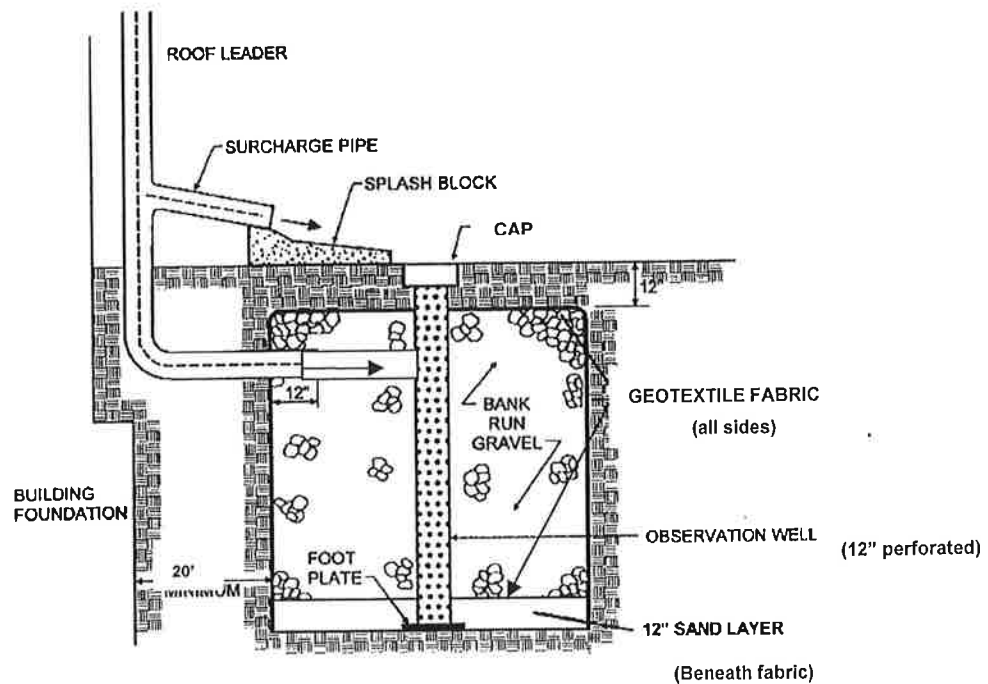 ROOF LEADER
SURCHARGE PIPE
SPLASH BLOCK
CAP
12"
12"
BANK
RUN
GRAVEL
GEOTEXTILE FABRIC
(all sides)
BUILDING
FOUNDATION
OBSERVATION WELL
(12" perforated)
FOOT
PLATE
20'
MINIMUM
12" SAND LAYER
(Beneath fabric)